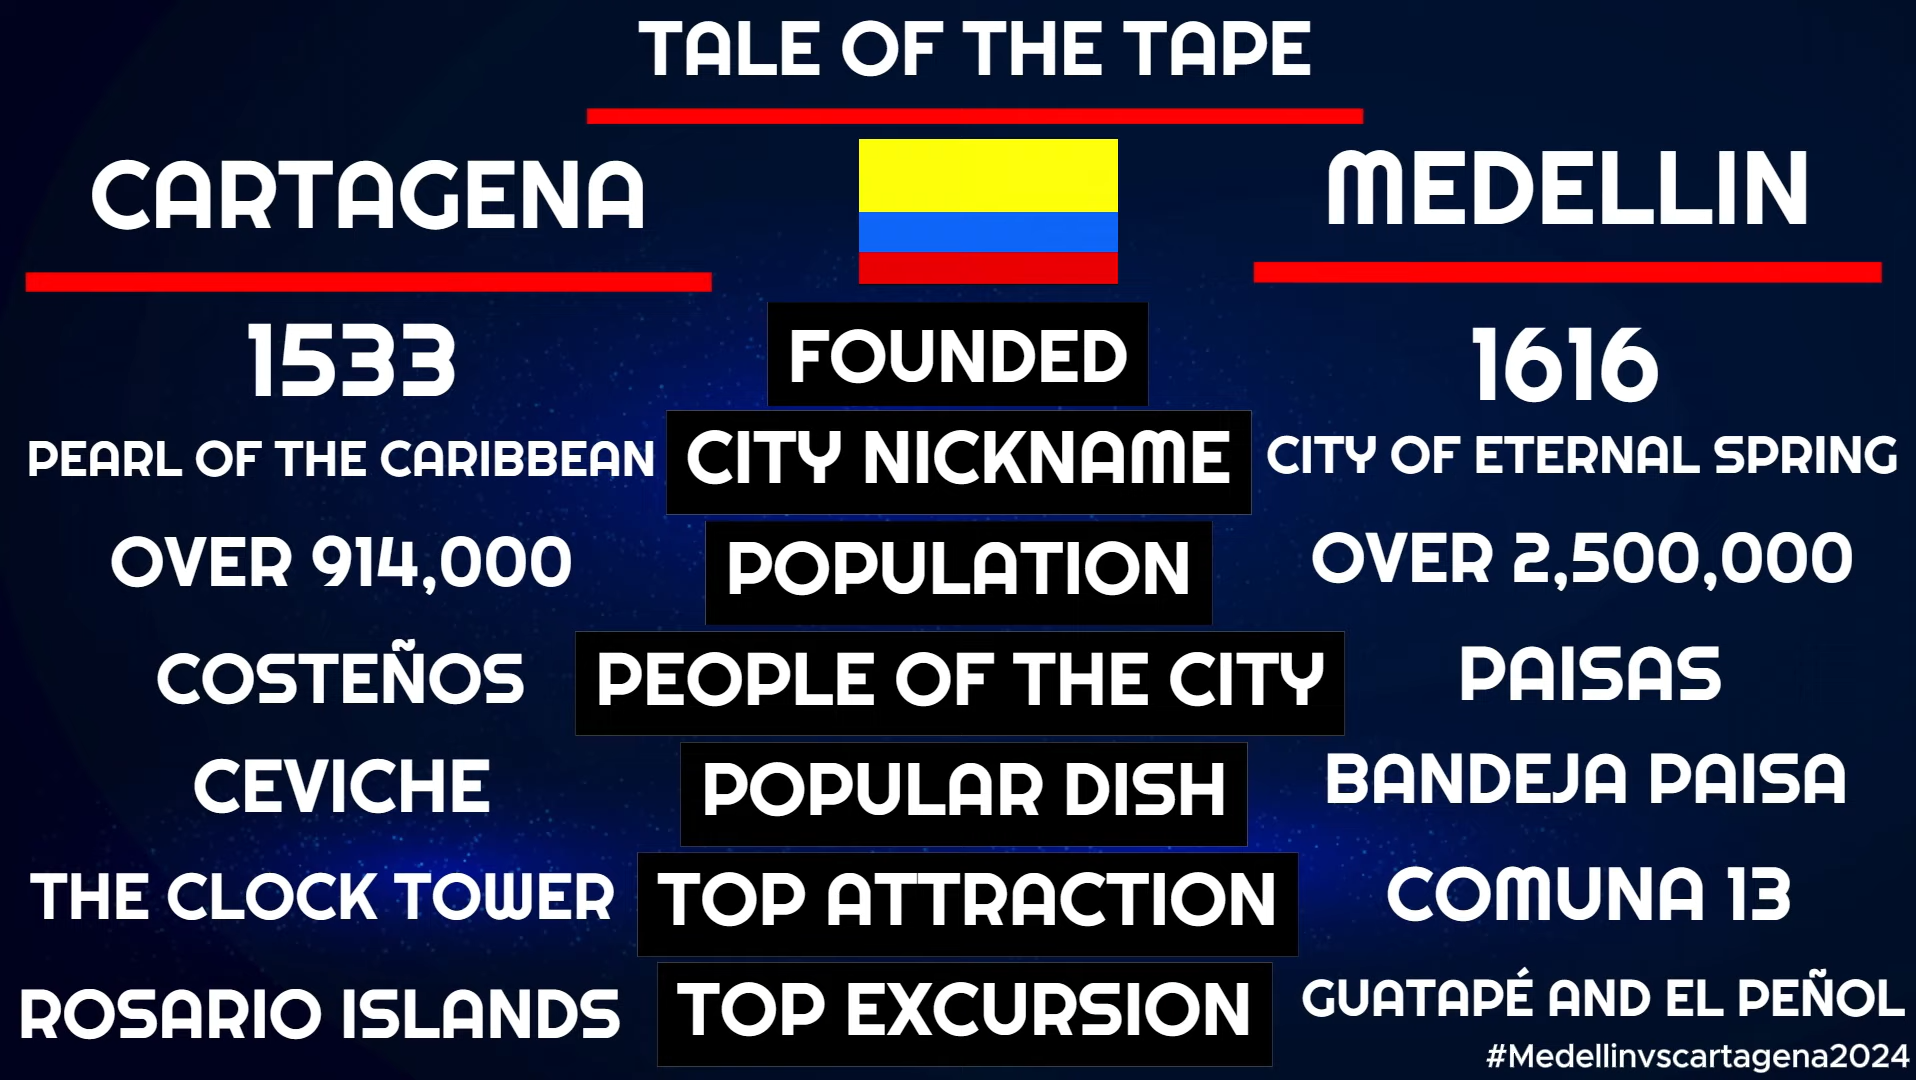 TALE OF THE TAPE
CARTAGENA
MEDELLIN
1533
FOUNDED
1616
PEARL OF THE CARIBBEAN
CITY NICKNAME
CITY OF ETERNAL SPRING
OVER 914,000
POPULATION
OVER 2,500,000
COSTEÑOS
PEOPLE OF THE CITY
PAISAS
CEVICHE
POPULAR DISH
BANDEJA PAISA
THE CLOCK TOWER
TOP ATTRACTION
COMUNA 13
ROSARIO ISLANDS
TOP EXCURSION
GUATAPÉ AND EL PEÑOL
#Medellinvscartagena2024